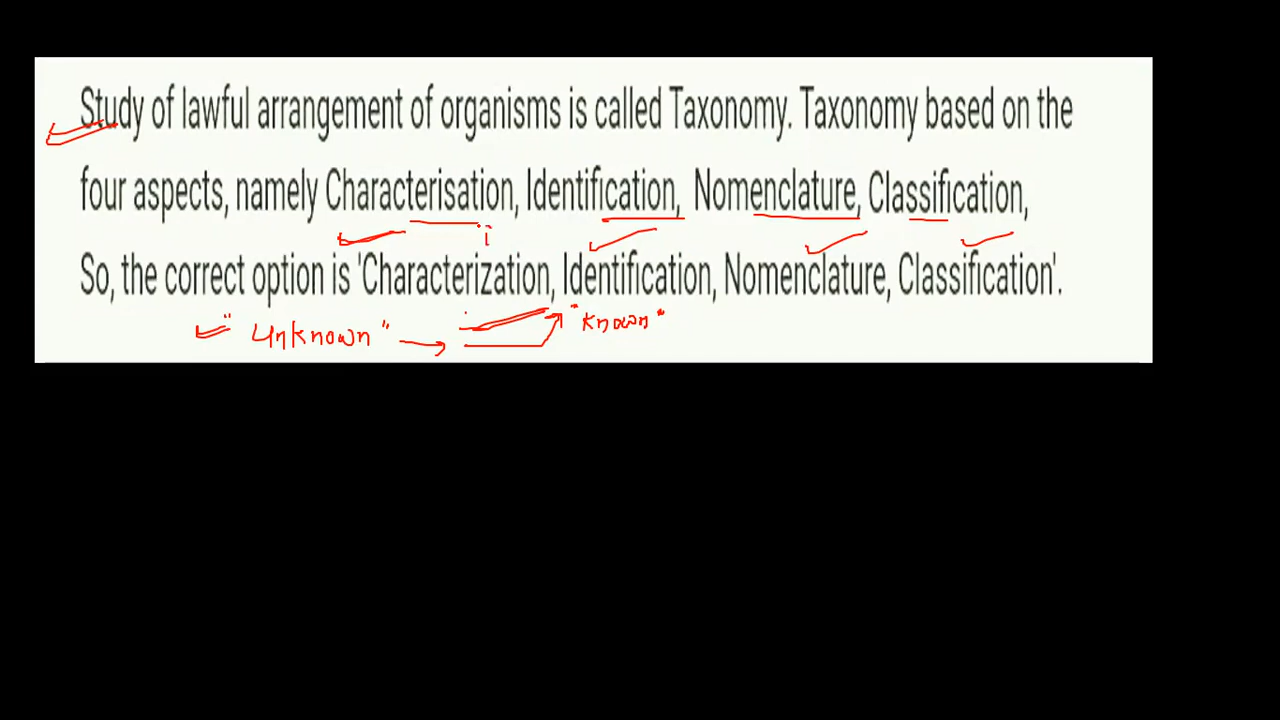 Study of lawful arrangement of organisms is called Taxonomy. Taxonomy based on the
four aspects, namely Characterisation, Identification, Nomenclature, Classification,
So, the correct option is 'Characterization, Identification, Nomenclature, Classification'.
"Unknown" "known"